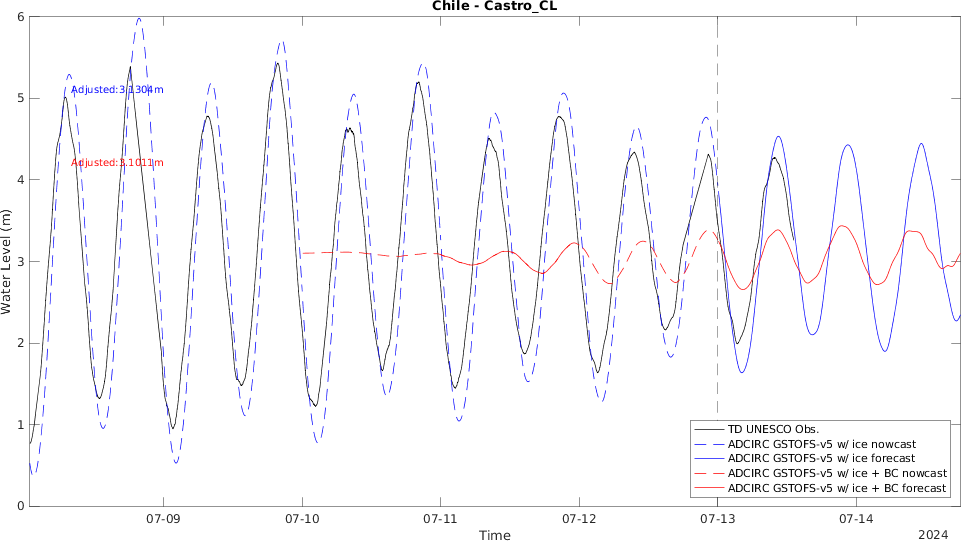 Chile - Castro_CL
6
5
4
3
2
1
0
Water Level (m)
Adjusted:3.1304m
Adjusted:3.1011m
TD UNESCO Obs.
ADCIRC GSTOFS-v5 w/ ice nowcast
ADCIRC GSTOFS-v5 w/ ice forecast
ADCIRC GSTOFS-v5 w/ ice + BC nowcast
ADCIRC GSTOFS-v5 w/ ice + BC forecast
07-09 07-10 07-11 07-12 07-13 07-14
Time
2024